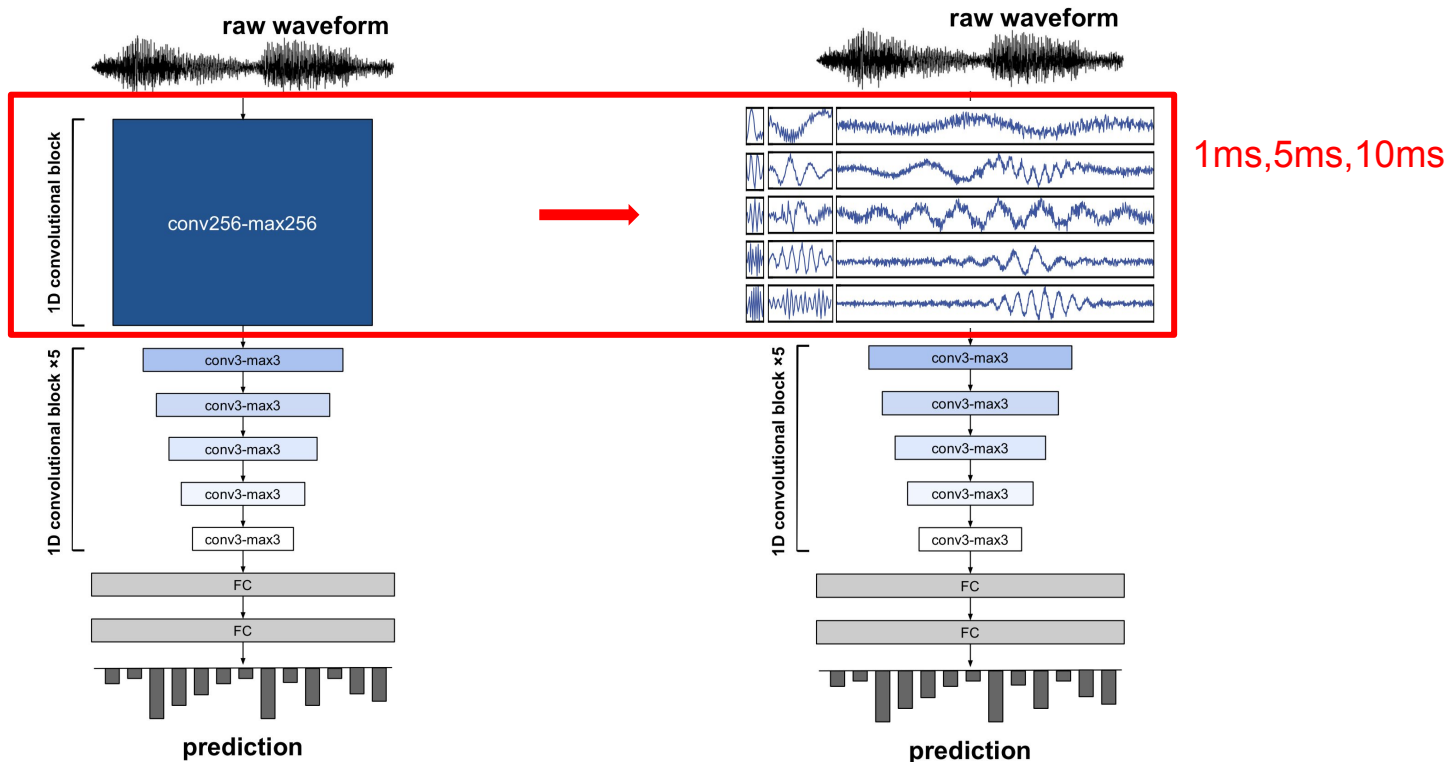 raw waveform
1D convolutional block
conv256-max256
1D convolutional block ×5
conv3-max3
conv3-max3
conv3-max3
conv3-max3
conv3-max3
FC
FC
prediction
raw waveform
1ms,5ms,10ms
1D convolutional block ×5
conv3-max3
conv3-max3
conv3-max3
conv3-max3
conv3-max3
FC
FC
prediction